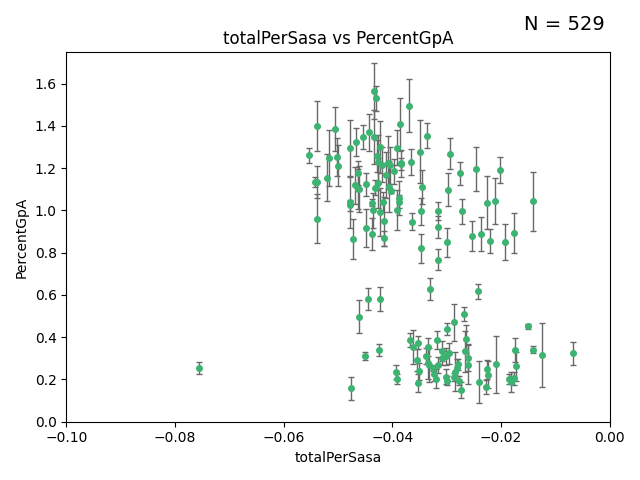 N = 529
totalPerSasa vs PercentGpA
PercentGpA
1.6
1.4
1.2
1.0
0.8
0.6
0.4
0.2
0.0
−0.10 −0.08 −0.06 −0.04 −0.02 0.00
totalPerSasa